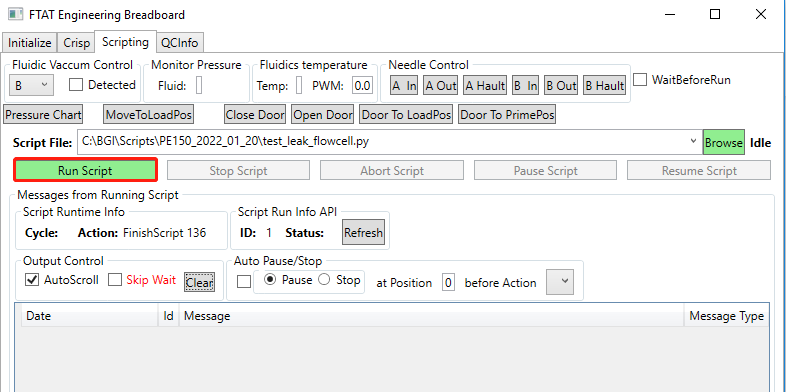 FTAT Engineering Breadboard
Initialize Crisp Scripting QCInfo
Fluidic Vaccum Control Monitor Pressure Fluidics temperature Needle Control
B Detected Fluid: Temp: PWM: 0.0 A In A Out A Hault B In B Out B Hault WaitBeforeRun
Pressure Chart MoveToLoadPos Close Door Open Door Door To LoadPos Door To PrimePos
Script File: C:\BGI\Scripts\PE150_2022_01_20\test_leak_flowcell.py Browse Idle
Run Script Stop Script Abort Script Pause Script Resume Script
Messages from Running Script
Script Runtime Info Script Run Info API
Cycle: Action: FinishScript 136 ID: 1 Status: Refresh
Output Control Auto Pause/Stop
AutoScroll Skip Wait Clear Pause Stop at Position 0 before Action
Date Id Message Message Type